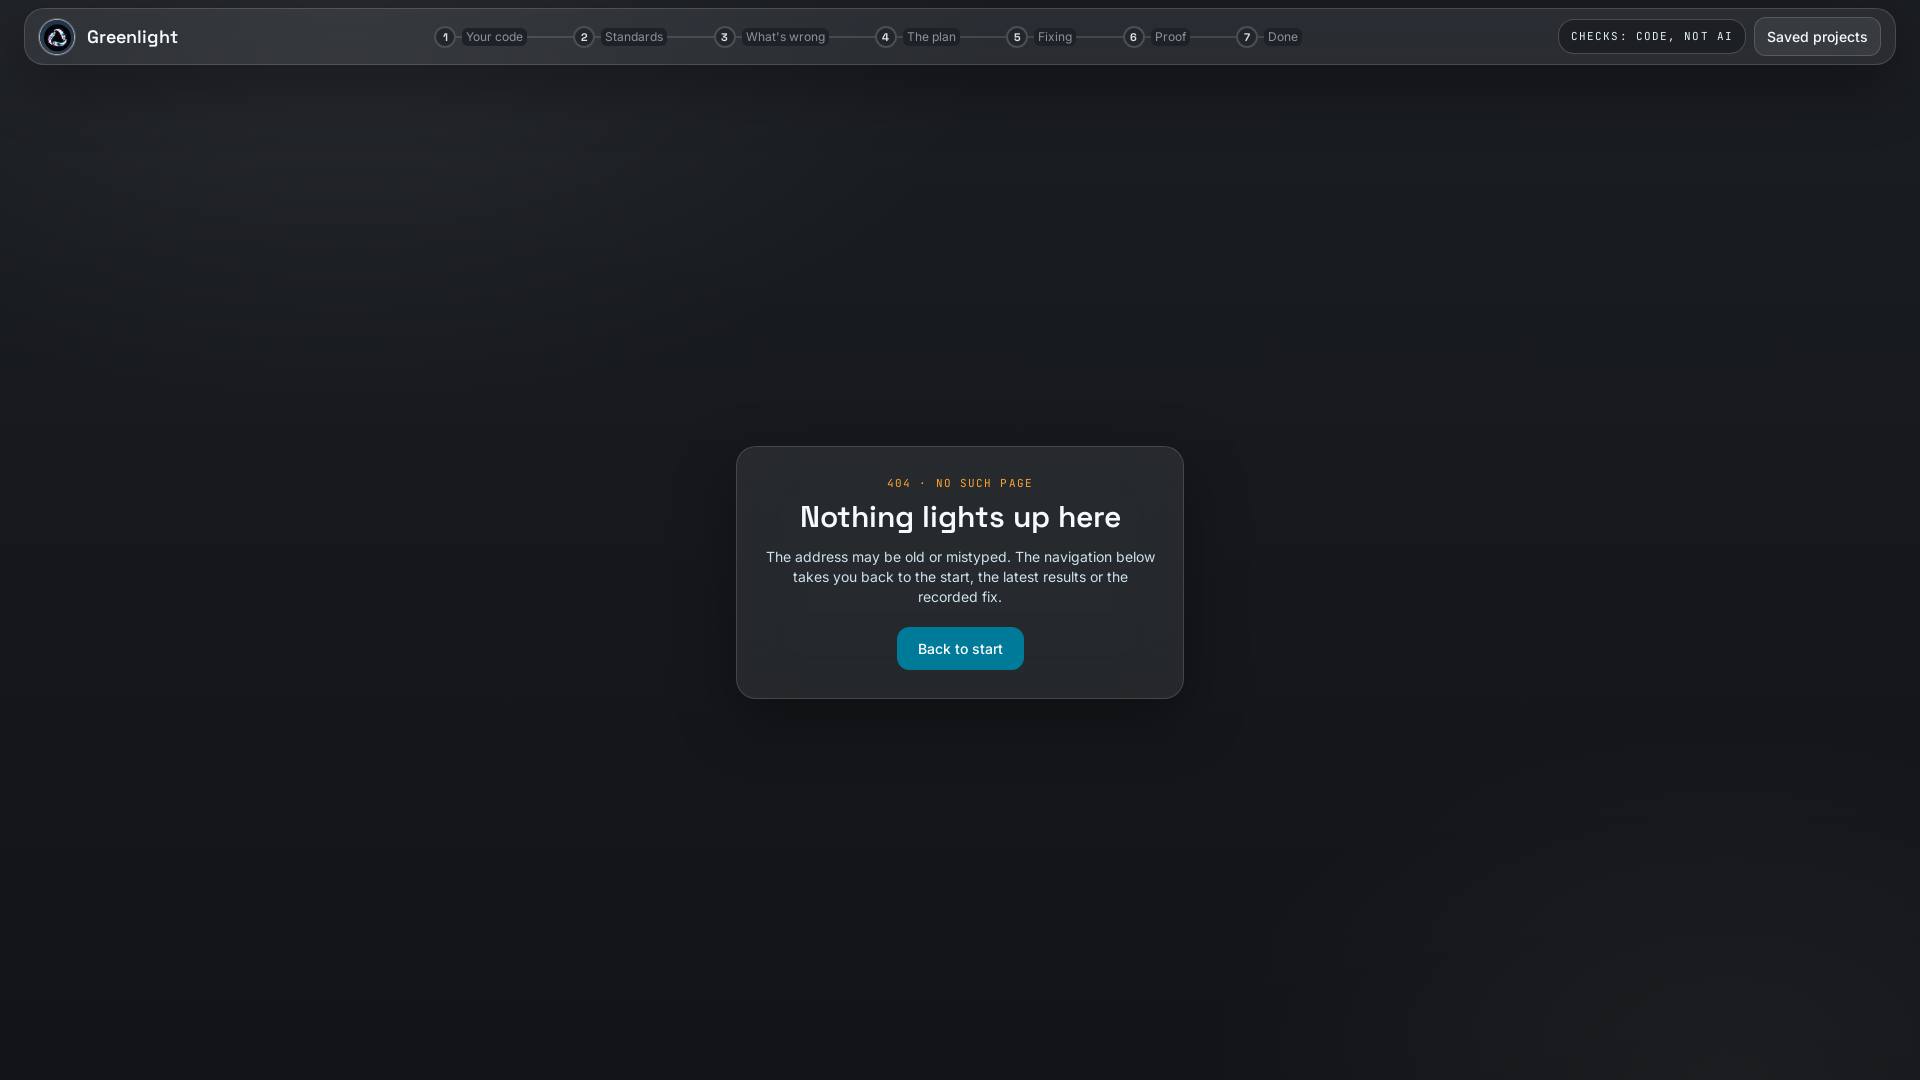 Greenlight
1 Your code
2 Standards
3 What's wrong
4 The plan
5 Fixing
6 Proof
7 Done
CHECKS: CODE, NOT AI
Saved projects
404 · NO SUCH PAGE
Nothing lights up here
The address may be old or mistyped. The navigation below
takes you back to the start, the latest results or the
recorded fix.
Back to start